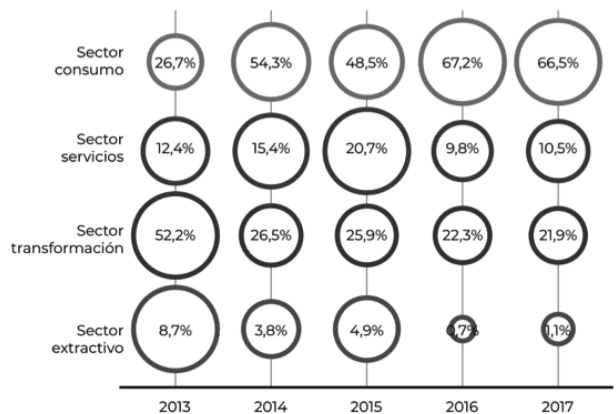 Sector
consumo
26,7% 54,3% 48,5% 67,2% 66,5%
Sector
servicios
12,4% 15,4% 20,7% 9,8% 10,5%
Sector
transformación
52,2% 26,5% 25,9% 22,3% 21,9%
Sector
extractivo
8,7% 3,8% 4,9% 0,7% 1,1%
2013 2014 2015 2016 2017